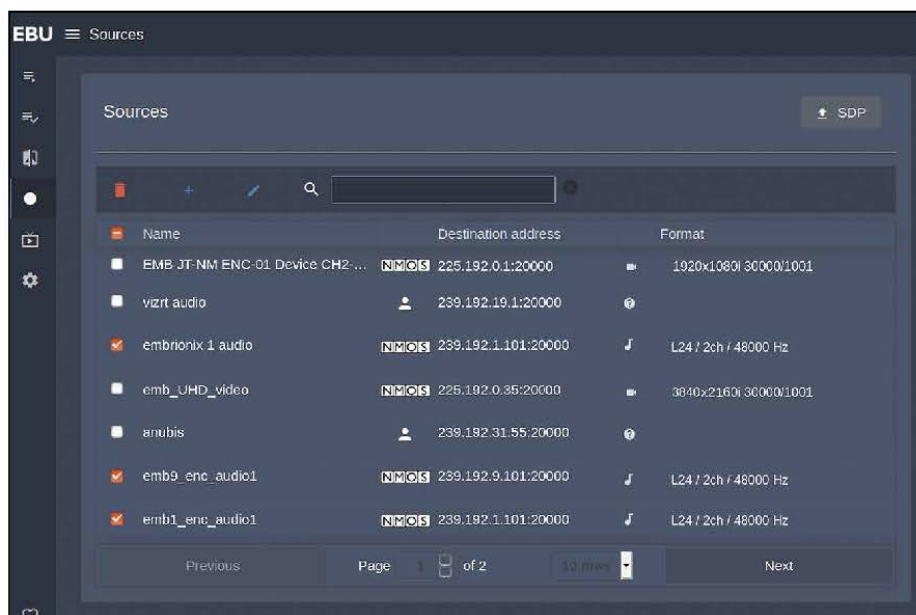 EBU Sources
Sources
SDP
Name Destination address Format
EMB JT-NM ENC-01 Device CH2-... NMOS 225.192.0.1:20000 1920x1080i 30000/1001
vizrt audio 239.192.19.1:20000
embrionix 1 audio NMOS 239.192.1.101:20000 L24 / 2ch / 48000 Hz
emb_UHD_video NMOS 225.192.0.35:20000 3840x2160i 30000/1001
anubis 239.192.31.55:20000
emb9_enc_audio1 NMOS 239.192.9.101:20000 L24 / 2ch / 48000 Hz
emb1_enc_audio1 NMOS 239.192.1.101:20000 L24 / 2ch / 48000 Hz
Previous Page 1 of 2 10 rows Next